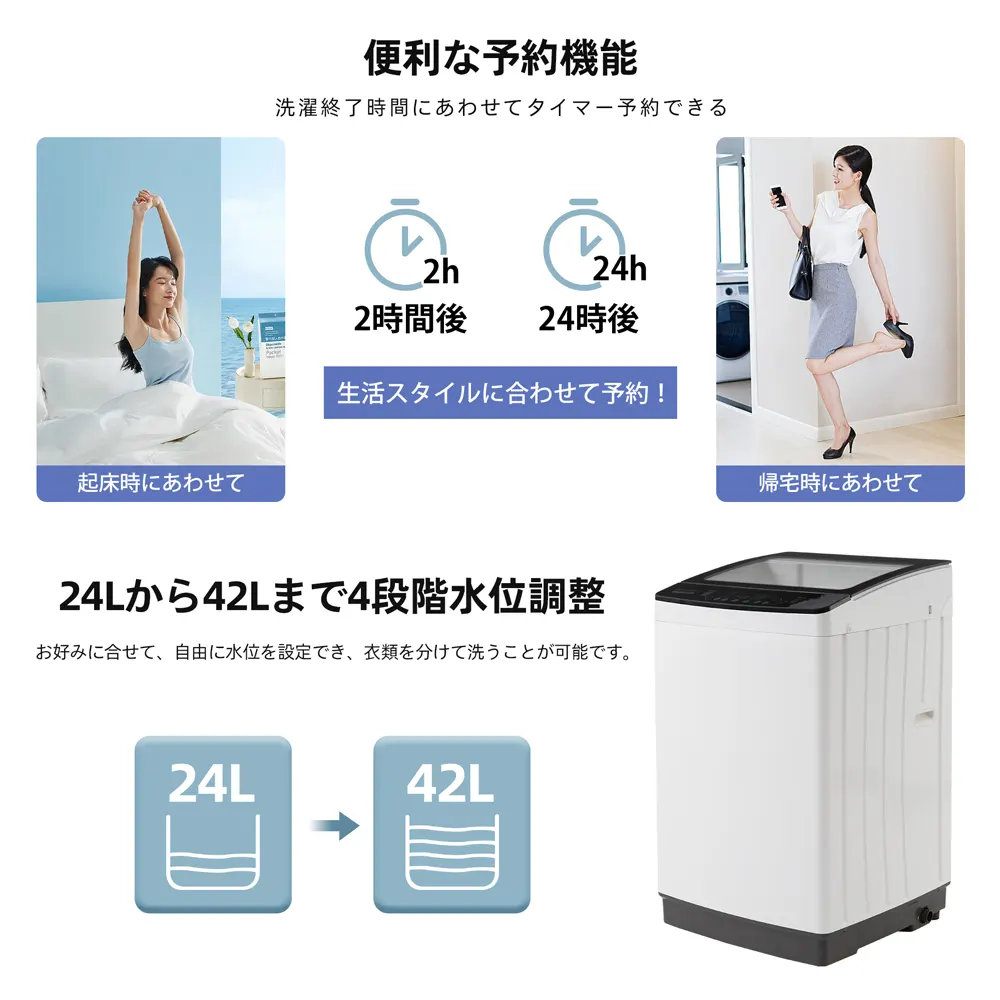 便利な予約機能
洗濯終了時間にあわせてタイマー予約できる
2h
24h
2時間後
24時後
生活スタイルに合わせて予約！
起床時にあわせて
帰宅時にあわせて
24Lから42Lまで4段階水位調整
お好みに合せて、自由に水位を設定でき、衣類を分けて洗うことが可能です。
24L
42L